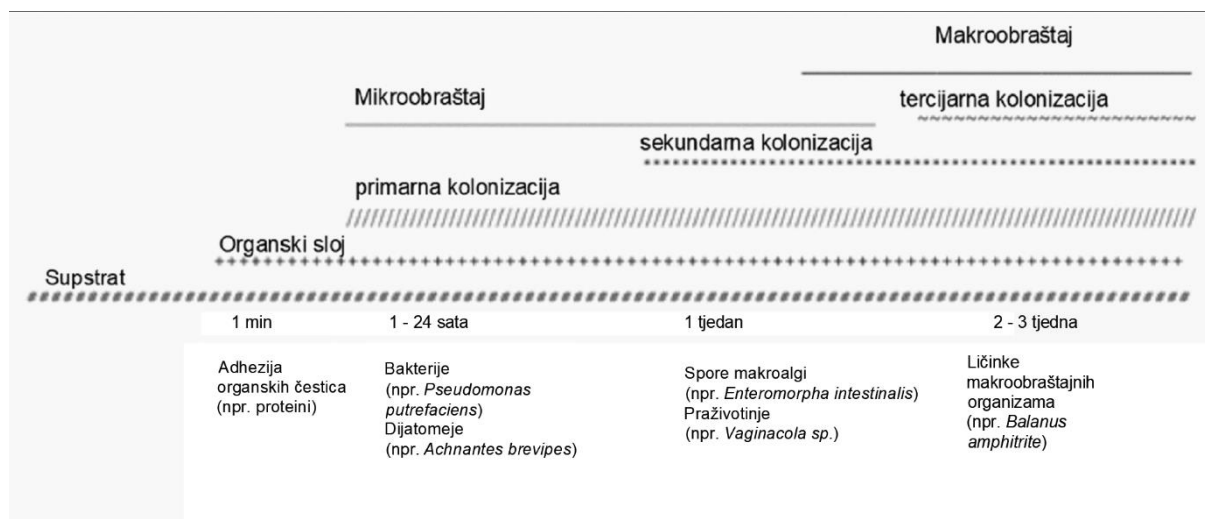 Makroobraštaj
Mikroobraštaj
tercijarna kolonizacija
sekundarna kolonizacija
primarna kolonizacija
Organski sloj
Supstrat
1 min
1 - 24 sata
1 tjedan
2 - 3 tjedna
Adhezija
organskih čestica
(npr. proteini)
Bakterije
(npr. Pseudomonas
putrefaciens)
Dijatomeje
(npr. Achnantes brevipes)
Spore makroalgi
(npr. Enteromorpha intestinalis)
Praživotinje
(npr. Vaginacola sp.)
Ličinke
makroobraštajnih
organizama
(npr. Balanus
amphitrite)